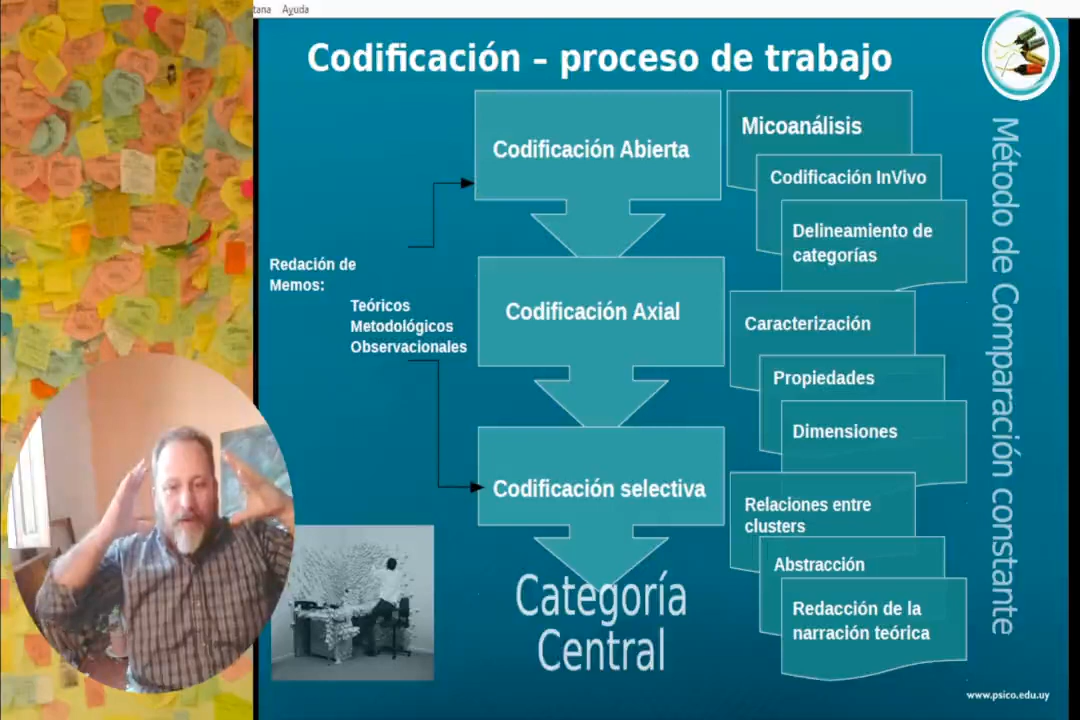 tana Ayuda
Codificación – proceso de trabajo
Codificación Abierta
Micoanálisis
Codificación InVivo
Delineamiento de
categorías
Redación de
Memos:
Teóricos
Metodológicos
Observacionales
Codificación Axial
Caracterización
Propiedades
Dimensiones
Codificación selectiva
Relaciones entre
clusters
Abstracción
Redacción de la
narración teórica
Categoría
Central
Método de Comparación constante
www.psico.edu.uy